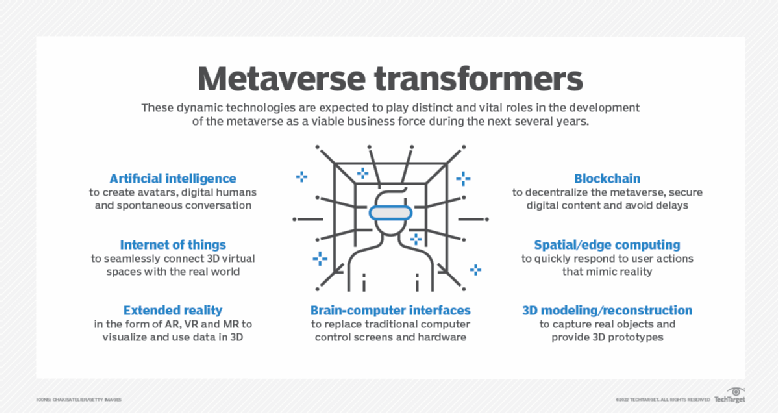 Metaverse transformers
These dynamic technologies are expected to play distinct and vital roles in the development
of the metaverse as a viable business force during the next several years.
Artificial intelligence
to create avatars, digital humans
and spontaneous conversation
Blockchain
to decentralize the metaverse, secure
digital content and avoid delays
Internet of things
to seamlessly connect 3D virtual
spaces with the real world
Spatial/edge computing
to quickly respond to user actions
that mimic reality
Extended reality
in the form of AR, VR and MR to
visualize and use data in 3D
Brain-computer interfaces
to replace traditional computer
control screens and hardware
3D modeling/reconstruction
to capture real objects and
provide 3D prototypes
TechTarget